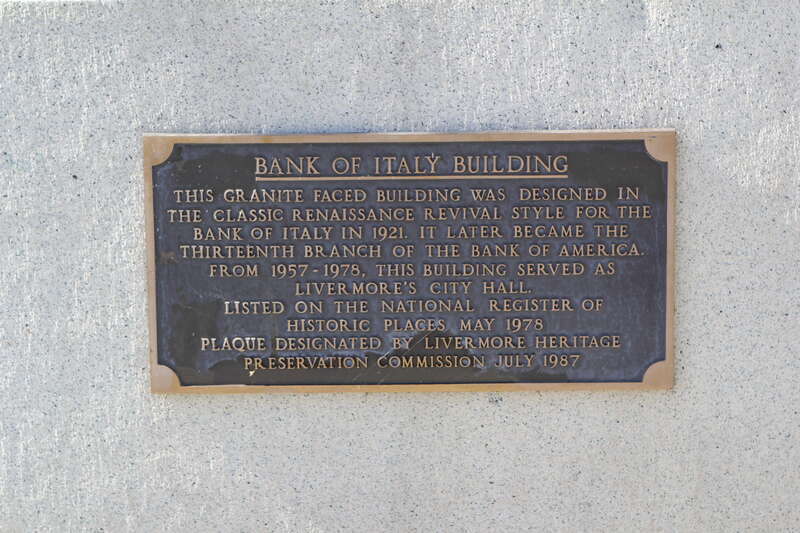 BANK OF ITALY BUILDING
THIS GRANITE FACED BUILDING WAS DESIGNED IN
THE CLASSIC RENAISSANCE REVIVAL STYLE FOR THE
BANK OF ITALY IN 1921. IT LATER BECAME THE
THIRTEENTH BRANCH OF THE BANK OF AMERICA.
FROM 1957-1978, THIS BUILDING SERVED AS
LIVERMORE'S CITY HALL.
LISTED ON THE NATIONAL REGISTER OF
HISTORIC PLACES, MAY 1978
PLAQUE DESIGNATED BY LIVERMORE HERITAGE
PRESERVATION COMMISSION JULY 1987